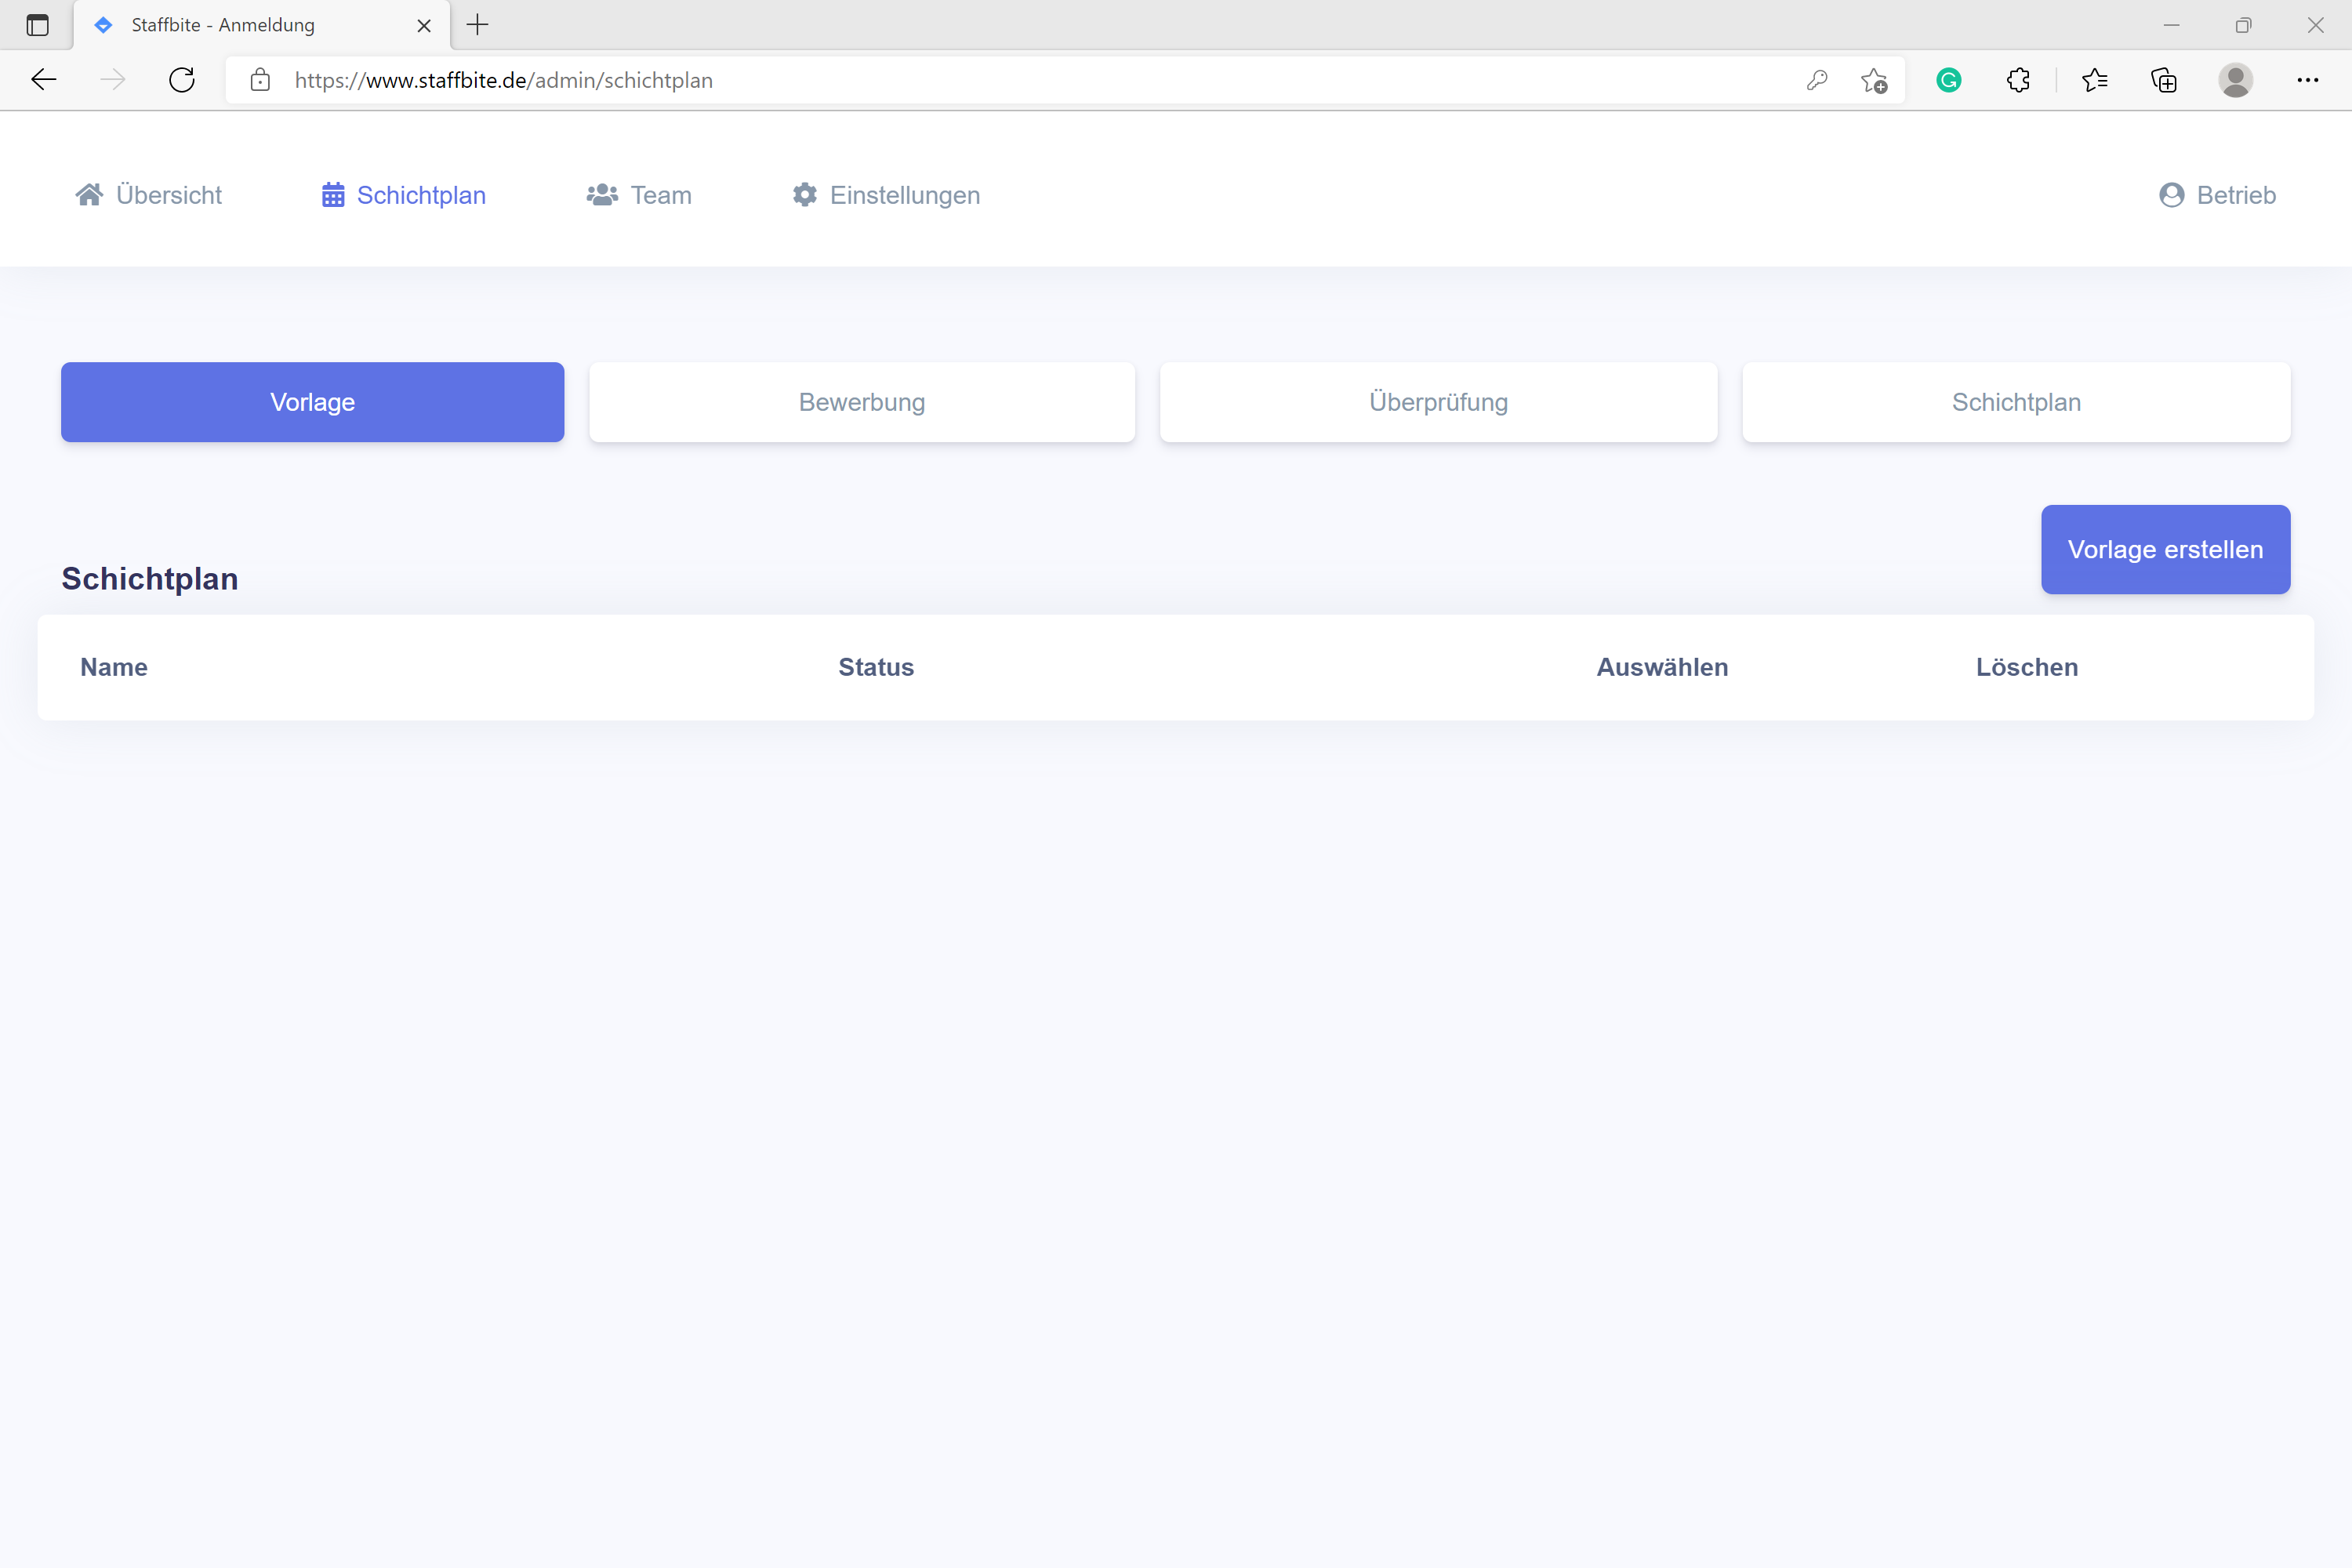 Staffbite - Anmeldung
https://www.staffbite.de/admin/schichtplan
Übersicht
Schichtplan
Team
Einstellungen
Betrieb
Vorlage
Bewerbung
Überprüfung
Schichtplan
Vorlage erstellen
Schichtplan
Name
Status
Auswählen
Löschen